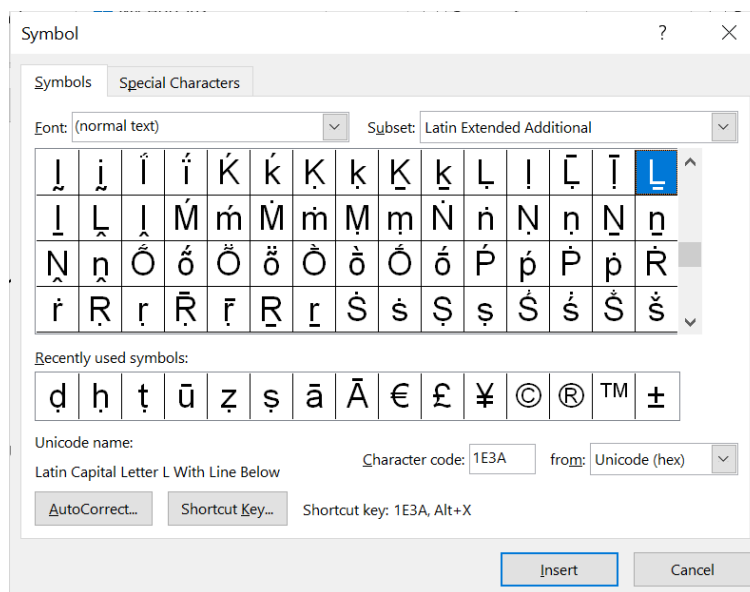 Symbol ?
Symbols Special Characters
Font: (normal text) Subset: Latin Extended Additional
Ḭ ḭ Ḯ ḯ Ḱ ḱ Ḳ ḳ Ḵ ḵ Ḷ ḷ Ḹ ḹ Ḻ
ḻ Ḽ ḽ Ḿ ḿ Ṁ ṁ Ṃ ṃ Ṅ ṅ Ṇ ṇ Ṉ ṉ
Ṋ ṋ Ṍ ṍ Ṏ ṏ Ṑ ṑ Ṓ ṓ Ṕ ṕ Ṗ ṗ Ṙ
ṙ Ṛ ṛ Ṝ ṝ Ṟ ṟ Ṡ ṡ Ṣ ṣ Ṥ ṥ Ṧ ṧ
Recently used symbols:
ḍ ḥ ṭ ū ẓ ṣ ā Ā € £ ¥ © ® ™ ±
Unicode name:
Latin Capital Letter L With Line Below
Character code: 1E3A from: Unicode (hex)
AutoCorrect... Shortcut Key... Shortcut key: 1E3A, Alt+X
Insert Cancel